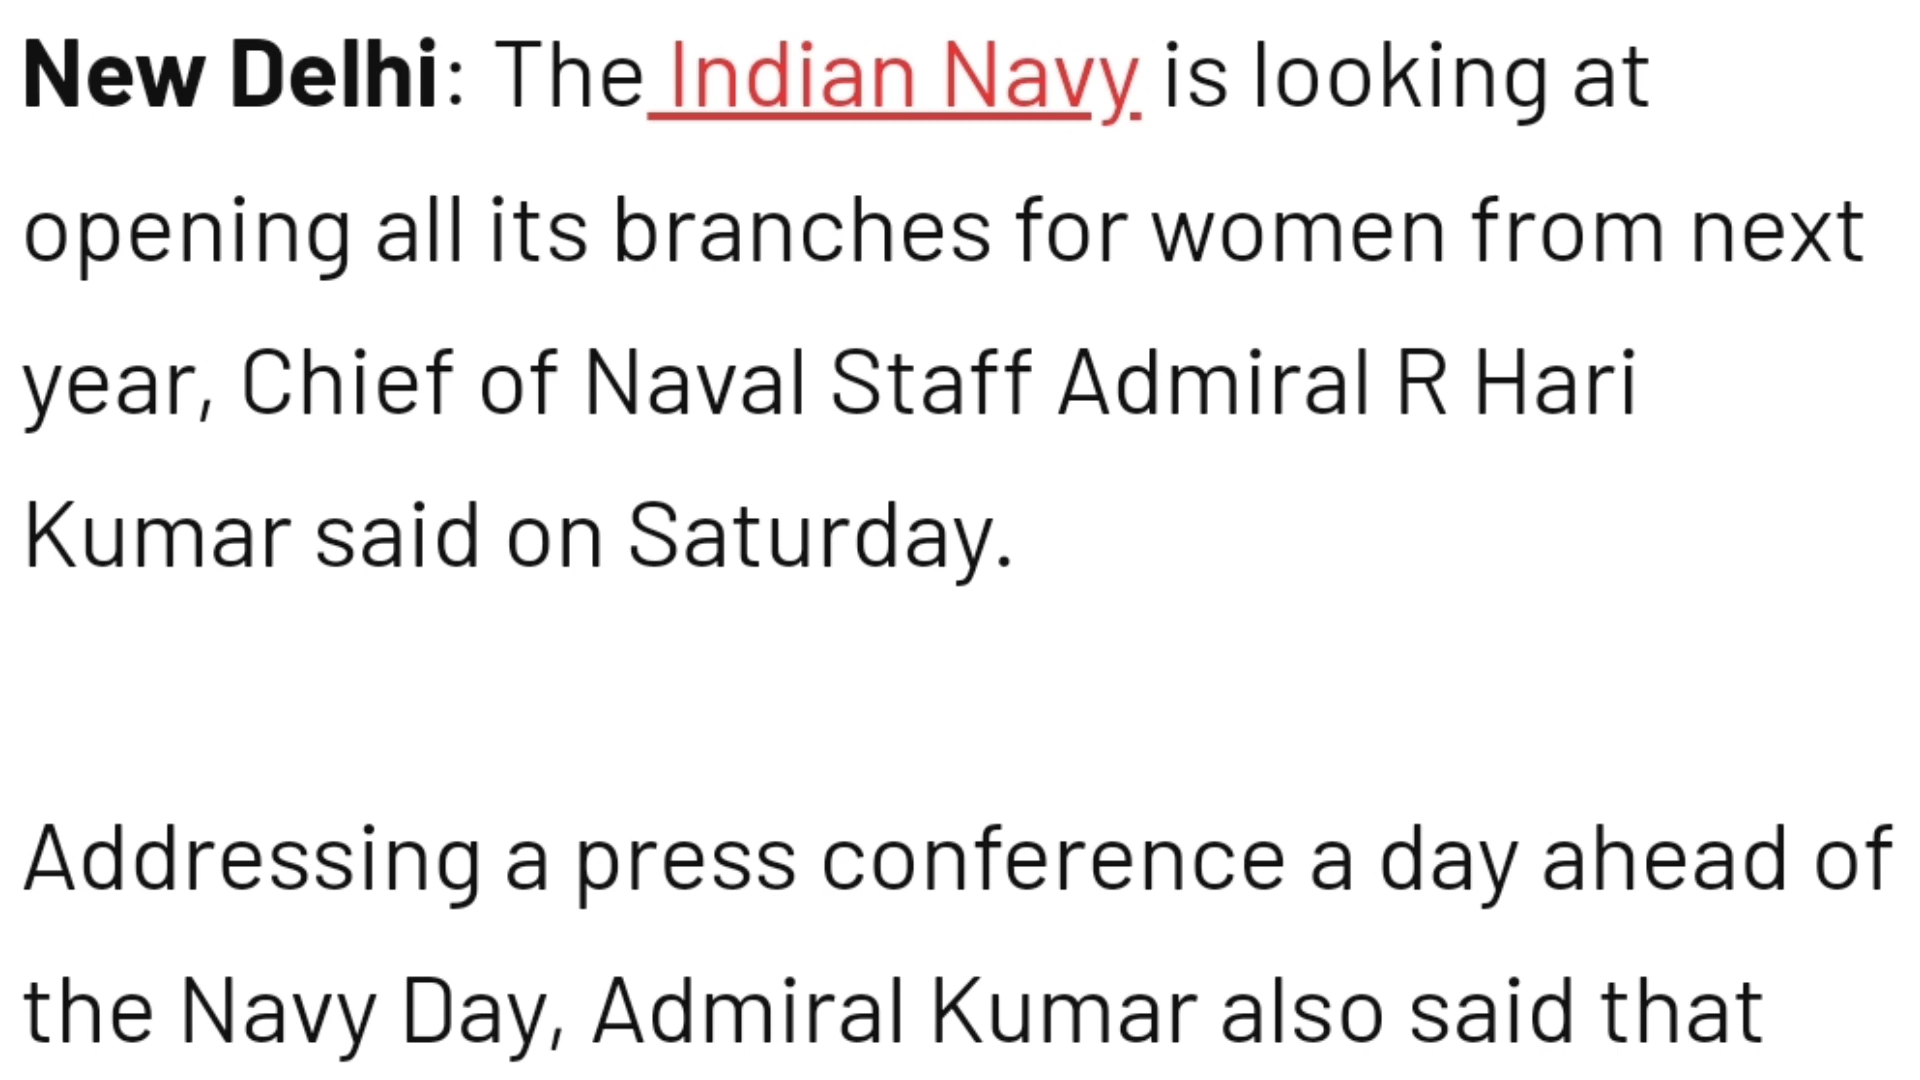 New Delhi: The Indian Navy is looking at
opening all its branches for women from next
year, Chief of Naval Staff Admiral R Hari
Kumar said on Saturday.
Addressing a press conference a day ahead of
the Navy Day, Admiral Kumar also said that